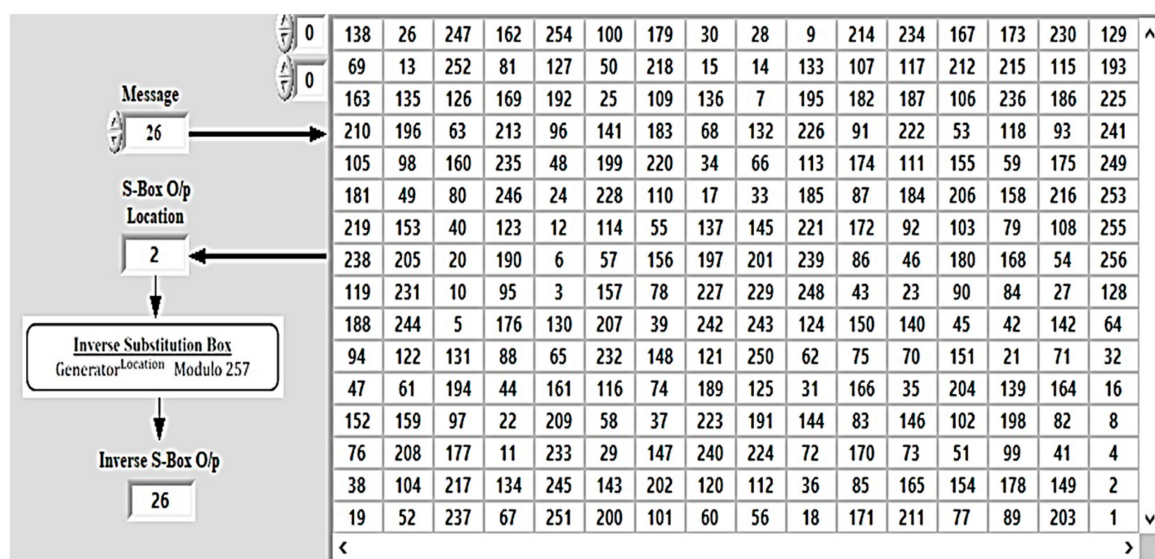 0
0
Message
26
S-Box O/p
Location
2
Inverse Substitution Box
Generator^Location Modulo 257
Inverse S-Box O/p
26
138 26 247 162 254 100 179 30 28 9 214 234 167 173 230 129
69 13 252 81 127 50 218 15 14 133 107 117 212 215 115 193
163 135 126 169 192 25 109 136 7 195 182 187 106 236 186 225
210 196 63 213 96 141 183 68 132 226 91 222 53 118 93 241
105 98 160 235 48 199 220 34 66 113 174 111 155 59 175 249
181 49 80 246 24 228 110 17 33 185 87 184 206 158 216 253
219 153 40 123 12 114 55 137 145 221 172 92 103 79 108 255
238 205 20 190 6 57 156 197 201 239 86 46 180 168 54 256
119 231 10 95 3 157 78 227 229 248 43 23 90 84 27 128
188 244 5 176 130 207 39 242 243 124 150 140 45 42 142 64
94 122 131 88 65 232 148 121 250 62 75 70 151 21 71 32
47 61 194 44 161 116 74 189 125 31 166 35 204 139 164 16
152 159 97 22 209 58 37 223 191 144 83 146 102 198 82 8
76 208 177 11 233 29 147 240 224 72 170 73 51 99 41 4
38 104 217 134 245 143 202 120 112 36 85 165 154 178 149 2
19 52 237 67 251 200 101 60 56 18 171 211 77 89 203 1